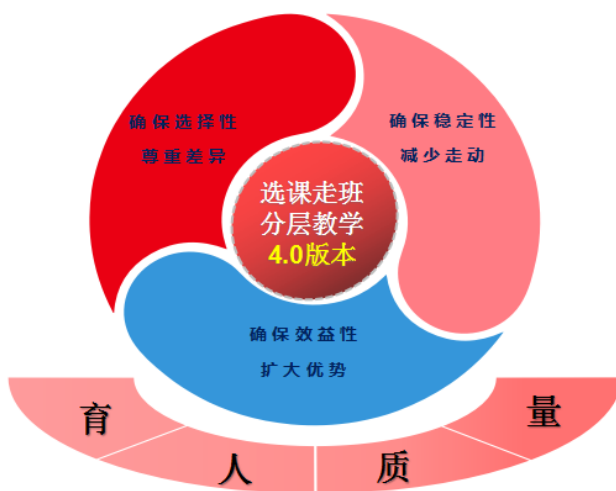 确保选择性
尊重差异
确保稳定性
减少走动
选课走班
分层教学
4.0版本
确保效益性
扩大优势
育人质量